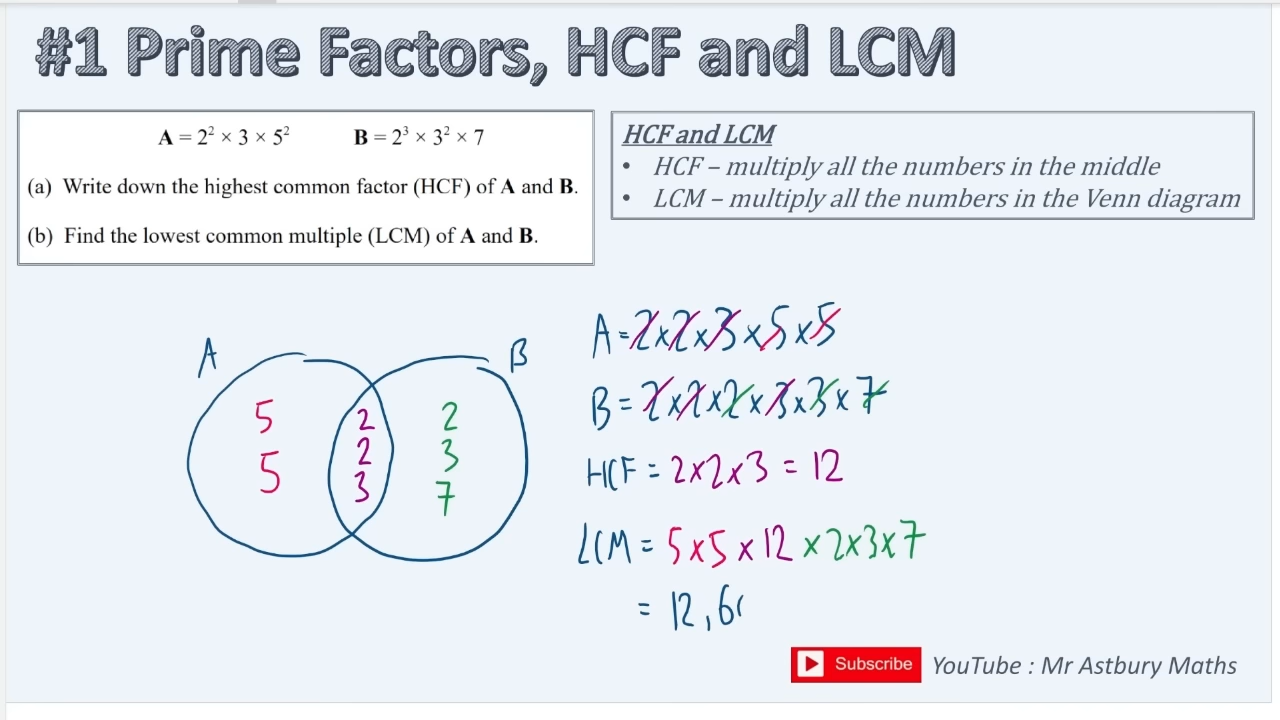 #1 Prime Factors, HCF and LCM
A = 2² × 3 × 5² B = 2³ × 3² × 7
(a) Write down the highest common factor (HCF) of A and B.
(b) Find the lowest common multiple (LCM) of A and B.
HCF and LCM
• HCF – multiply all the numbers in the middle
• LCM – multiply all the numbers in the Venn diagram
A B
5 2 2
5 2 3
3 7
A = 2×2×3×5×5
B = 2×2×2×3×3×7
HCF = 2×2×3 = 12
LCM = 5×5×12×2×3×7
= 12,6
Subscribe YouTube : Mr Astbury Maths